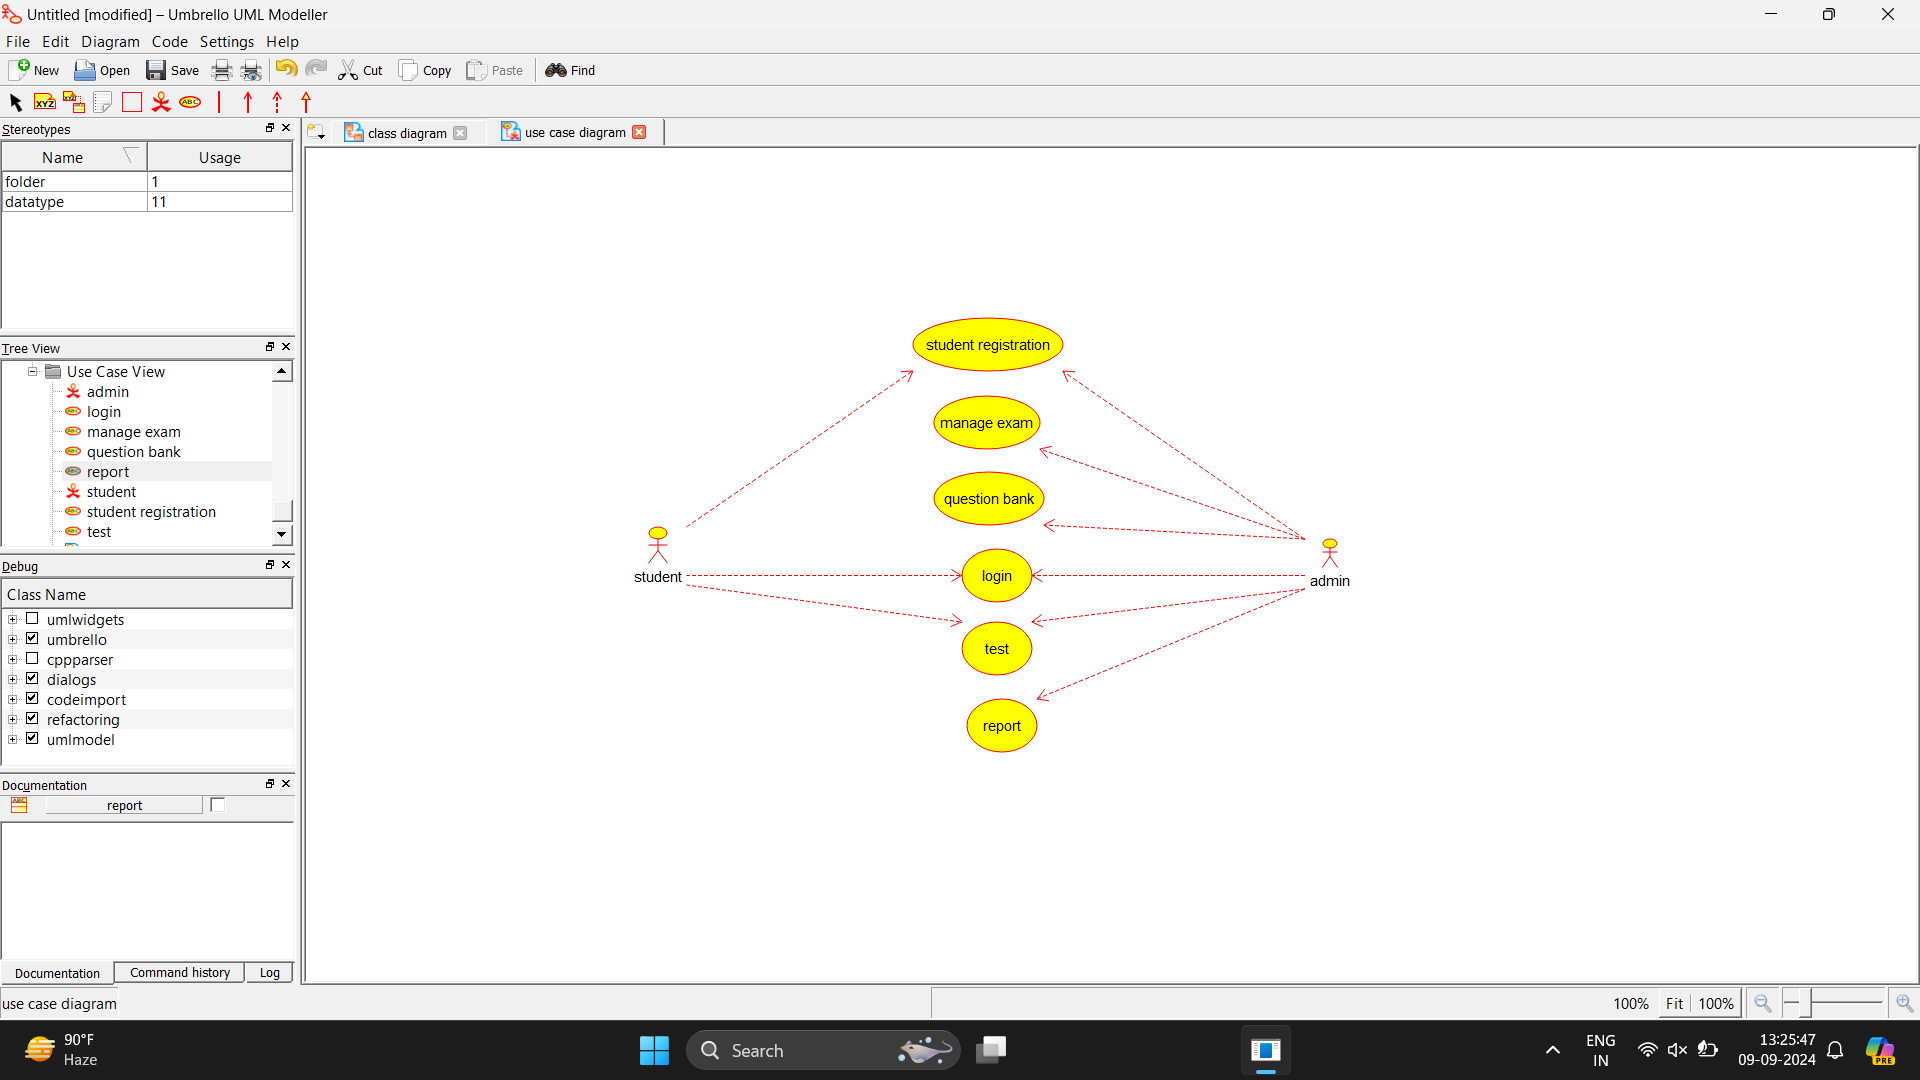 Untitled [modified] – Umbrello UML Modeller
File Edit Diagram Code Settings Help
New Open Save Cut Copy Paste Find
XYZ XYZ ABC
Stereotypes
Name Usage
folder 1
datatype 11
Tree View
Use Case View
admin
login
manage exam
question bank
report
student
student registration
test
Debug
Class Name
umlwidgets
umbrello
cppparser
dialogs
codeimport
refactoring
umlmodel
Documentation
report
Documentation Command history Log
class diagram use case diagram
student registration
manage exam
question bank
login
test
report
student
admin
use case diagram
100% Fit 100%
90°F
Haze
Search
ENG
IN
13:25:47
09-09-2024
PRE